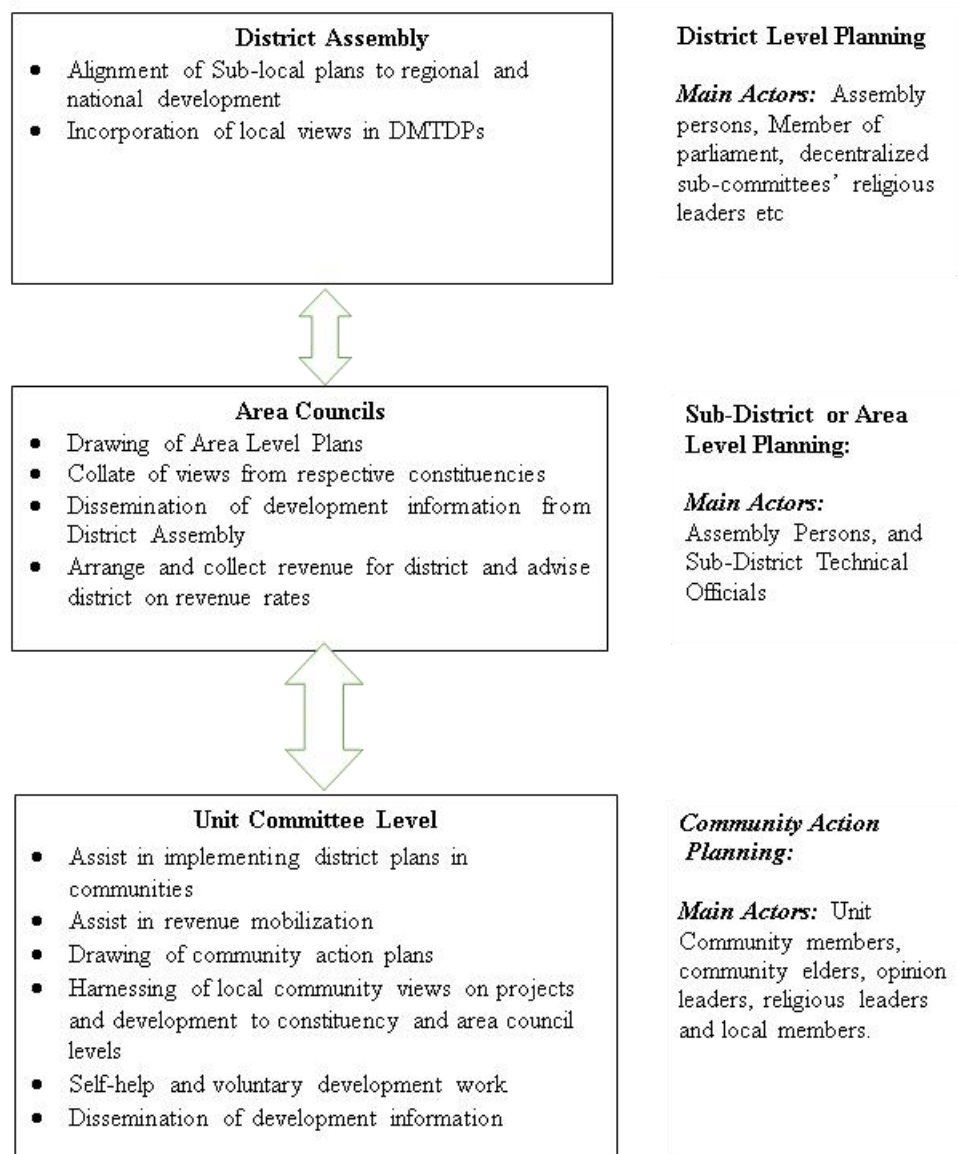 District Assembly
● Alignment of Sub-local plans to regional and
national development
● Incorporation of local views in DMTDPs
District Level Planning
Main Actors: Assembly
persons, Member of
parliament, decentralized
sub-committees’ religious
leaders etc
Area Councils
● Drawing of Area Level Plans
● Collate of views from respective constituencies
● Dissemination of development information from
District Assembly
● Arrange and collect revenue for district and advise
district on revenue rates
Sub-District or Area
Level Planning:
Main Actors:
Assembly Persons, and
Sub-District Technical
Officials
Unit Committee Level
● Assist in implementing district plans in
communities
● Assist in revenue mobilization
● Drawing of community action plans
● Harnessing of local community views on projects
and development to constituency and area council
levels
● Self-help and voluntary development work
● Dissemination of development information
Community Action
Planning:
Main Actors: Unit
Community members,
community elders, opinion
leaders, religious leaders
and local members.